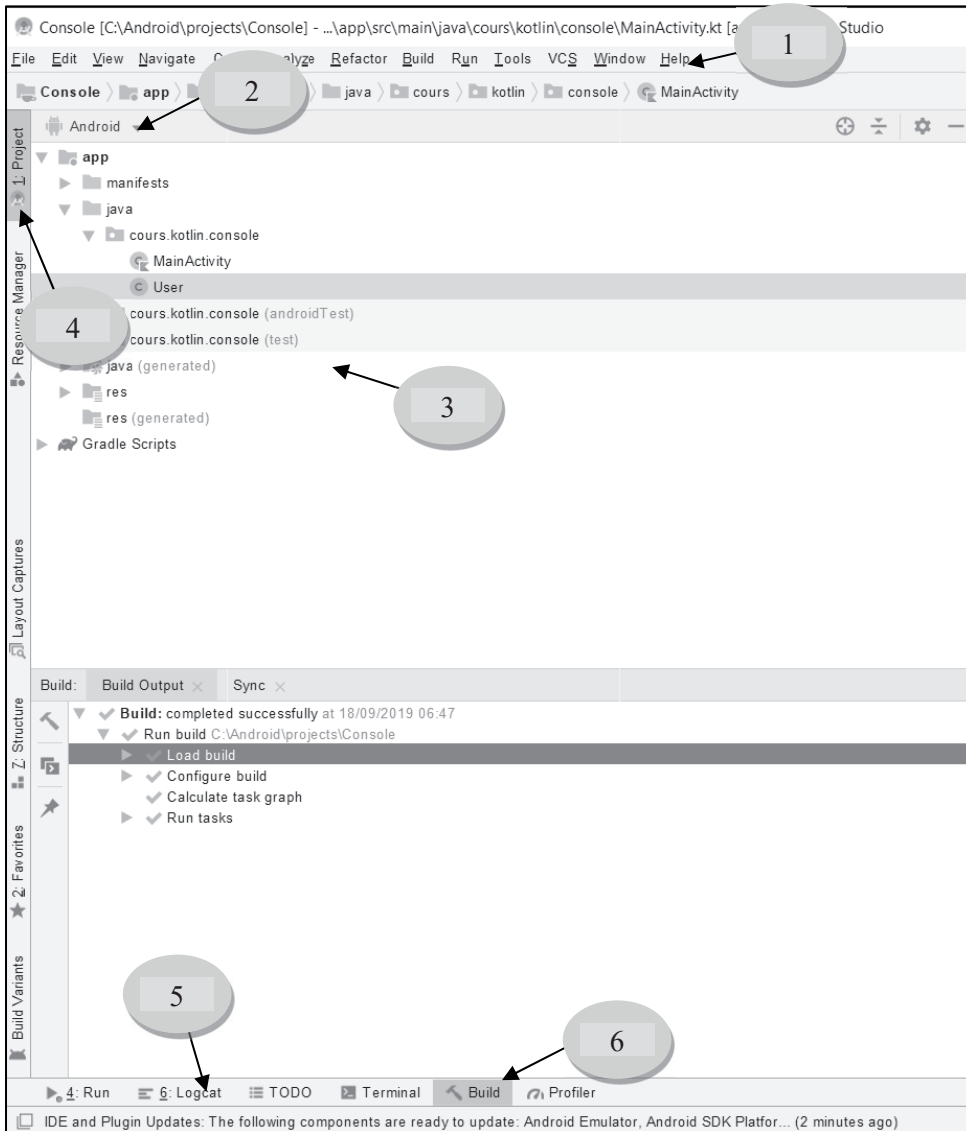 Console [C:\Android\projects\Console] - ...\app\src\main\java\cours\kotlin\console\MainActivity.kt [a Studio
1
File Edit View Navigate Refactor Build Run Tools VCS Window Help
Console app java cours kotlin console MainActivity
2
Android
1: Project
app
manifests
java
cours.kotlin.console
MainActivity
User
cours.kotlin.console (androidTest)
4
cours.kotlin.console (test)
Resource Manager
java (generated)
3
res
res (generated)
Gradle Scripts
Layout Captures
Build: Build Output Sync
Build: completed successfully at 18/09/2019 06:47
Run build C:\Android\projects\Console
Z: Structure
Load build
Configure build
Calculate task graph
Run tasks
2: Favorites
Build Variants
5
6
4: Run 6: Logcat TODO Terminal Build Profiler
IDE and Plugin Updates: The following components are ready to update: Android Emulator, Android SDK Platfor... (2 minutes ago)